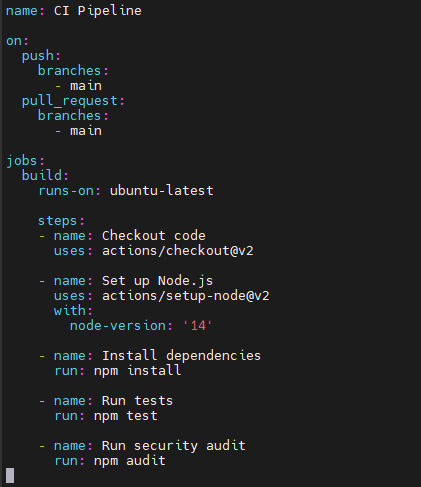 name: CI Pipeline
on:
  push:
    branches:
      - main
  pull_request:
    branches:
      - main
jobs:
  build:
    runs-on: ubuntu-latest
    steps:
    - name: Checkout code
      uses: actions/checkout@v2
    - name: Set up Node.js
      uses: actions/setup-node@v2
      with:
        node-version: '14'
    - name: Install dependencies
      run: npm install
    - name: Run tests
      run: npm test
    - name: Run security audit
      run: npm audit